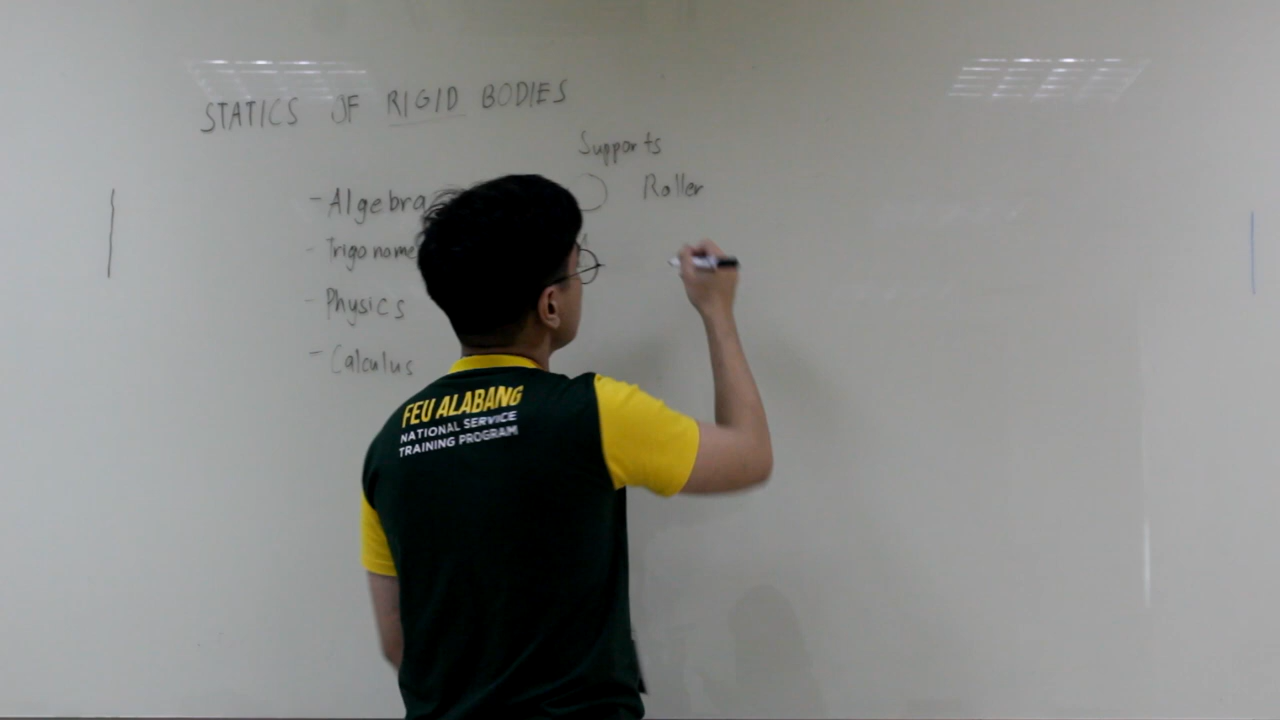 STATICS OF RIGID BODIES
- Algebra
- Trigonome
- Physics
- Calculus
Supports
Roller
FEU ALABANG
NATIONAL SERVICE
TRAINING PROGRAM